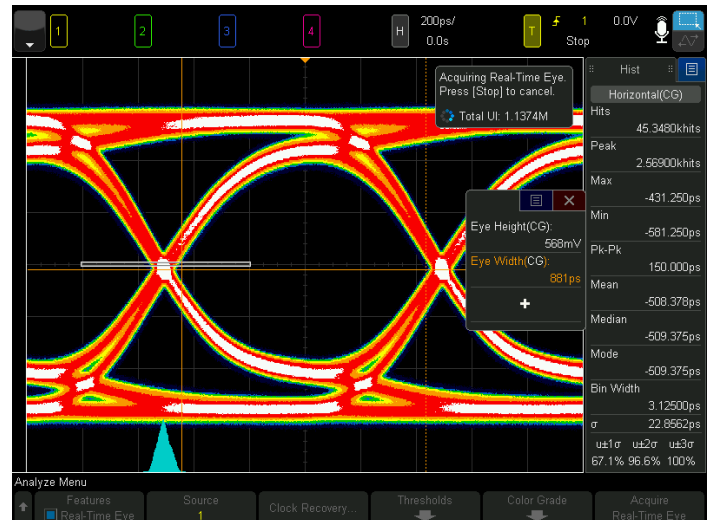 1
2
3
4
H
200ps/
0.0s
T
1
0.0V
Stop
Acquiring Real-Time Eye.
Press [Stop] to cancel.
Total UI: 1.1374M
Eye Height(CG):
568mV
Eye Width(CG):
881ps
Hist
Horizontal(CG)
Hits
45.3480khits
Peak
2.56900khits
Max
-431.250ps
Min
-581.250ps
Pk-Pk
150.000ps
Mean
-508.378ps
Median
-509.375ps
Mode
-509.375ps
Bin Width
3.12500ps
σ
22.8562ps
u±1σ u±2σ u±3σ
67.1% 96.6% 100%
Analyze Menu
Features
Real-Time Eye
Source
1
Clock Recovery...
Thresholds
Color Grade
Acquire
Real-Time Eye